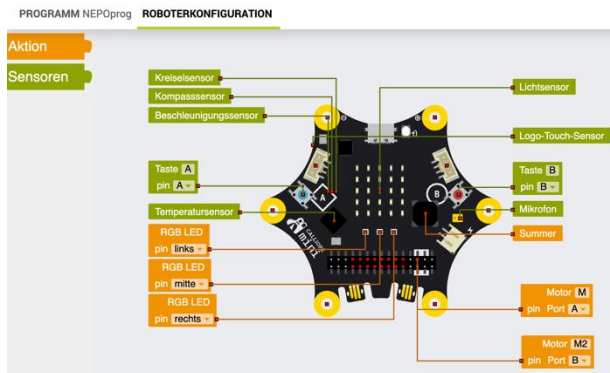 PROGRAMM NEPOprog ROBOTERKONFIGURATION
Aktion
Sensoren
Kreiselsensor
Kompasssensor
Beschleunigungssensor
Lichtsensor
Logo-Touch-Sensor
Taste A
pin A
Taste B
pin B
A
B
Temperatursensor
Mikrofon
Summer
RGB LED
pin links
RGB LED
pin mitte
RGB LED
pin rechts
CALLIOPE
mini
Motor M
pin Port A
Motor M2
pin Port B